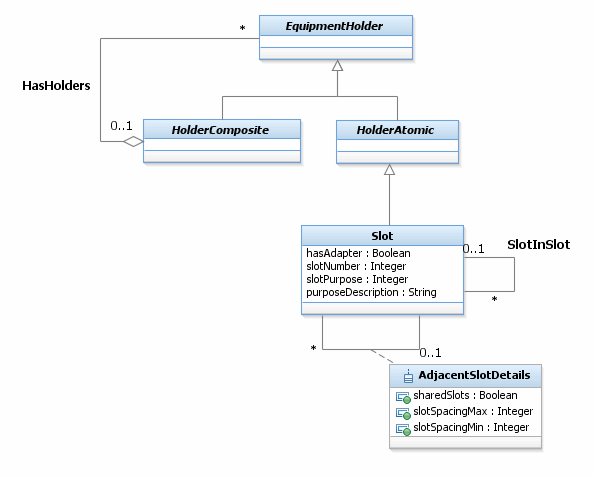 EquipmentHolder
*
HasHolders
0..1
HolderComposite
HolderAtomic
Slot
hasAdapter : Boolean
slotNumber : Integer
slotPurpose : Integer
purposeDescription : String
0..1
SlotInSlot
*
*
0..1
AdjacentSlotDetails
sharedSlots : Boolean
slotSpacingMax : Integer
slotSpacingMin : Integer